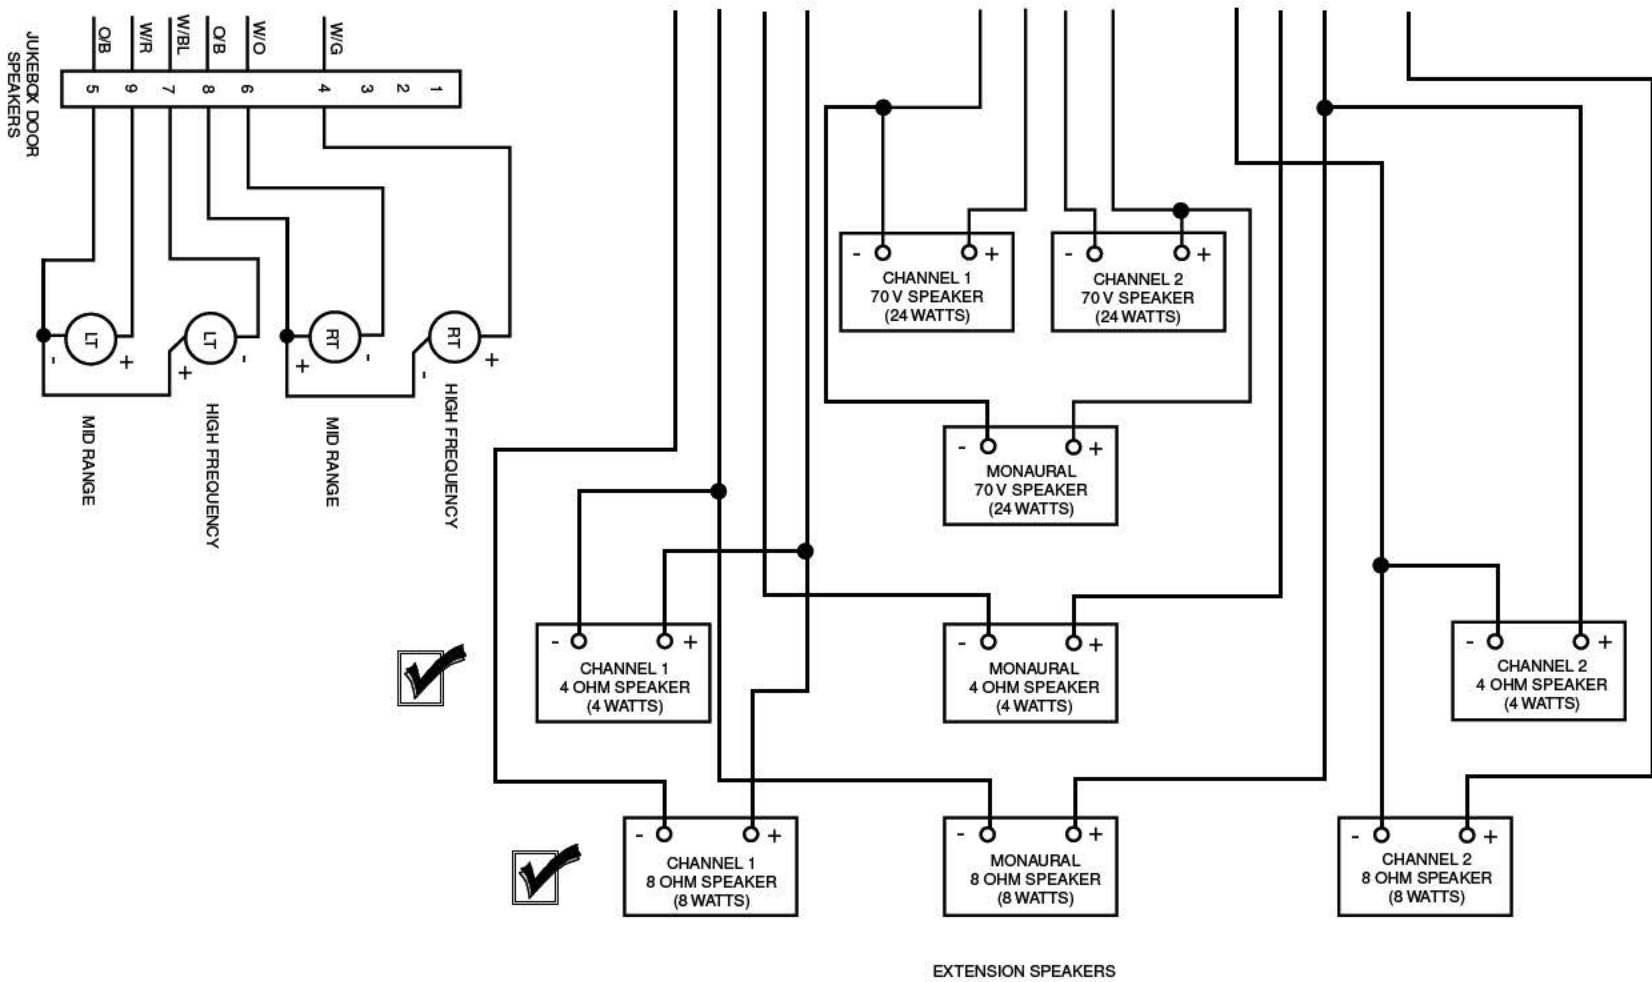 JUKEBOX DOOR
SPEAKERS
O/B
W/R
W/BL
O/B
W/O
W/G
5
9
7
8
6
4
3
2
1
LT
LT
RT
RT
-
+
+
-
+
-
-
+
MID RANGE
HIGH FREQUENCY
MID RANGE
HIGH FREQUENCY
- +
CHANNEL 1
70 V SPEAKER
(24 WATTS)
- +
CHANNEL 2
70 V SPEAKER
(24 WATTS)
- +
MONAURAL
70 V SPEAKER
(24 WATTS)
- +
CHANNEL 1
4 OHM SPEAKER
(4 WATTS)
- +
MONAURAL
4 OHM SPEAKER
(4 WATTS)
- +
CHANNEL 2
4 OHM SPEAKER
(4 WATTS)
- +
CHANNEL 1
8 OHM SPEAKER
(8 WATTS)
- +
MONAURAL
8 OHM SPEAKER
(8 WATTS)
- +
CHANNEL 2
8 OHM SPEAKER
(8 WATTS)
EXTENSION SPEAKERS